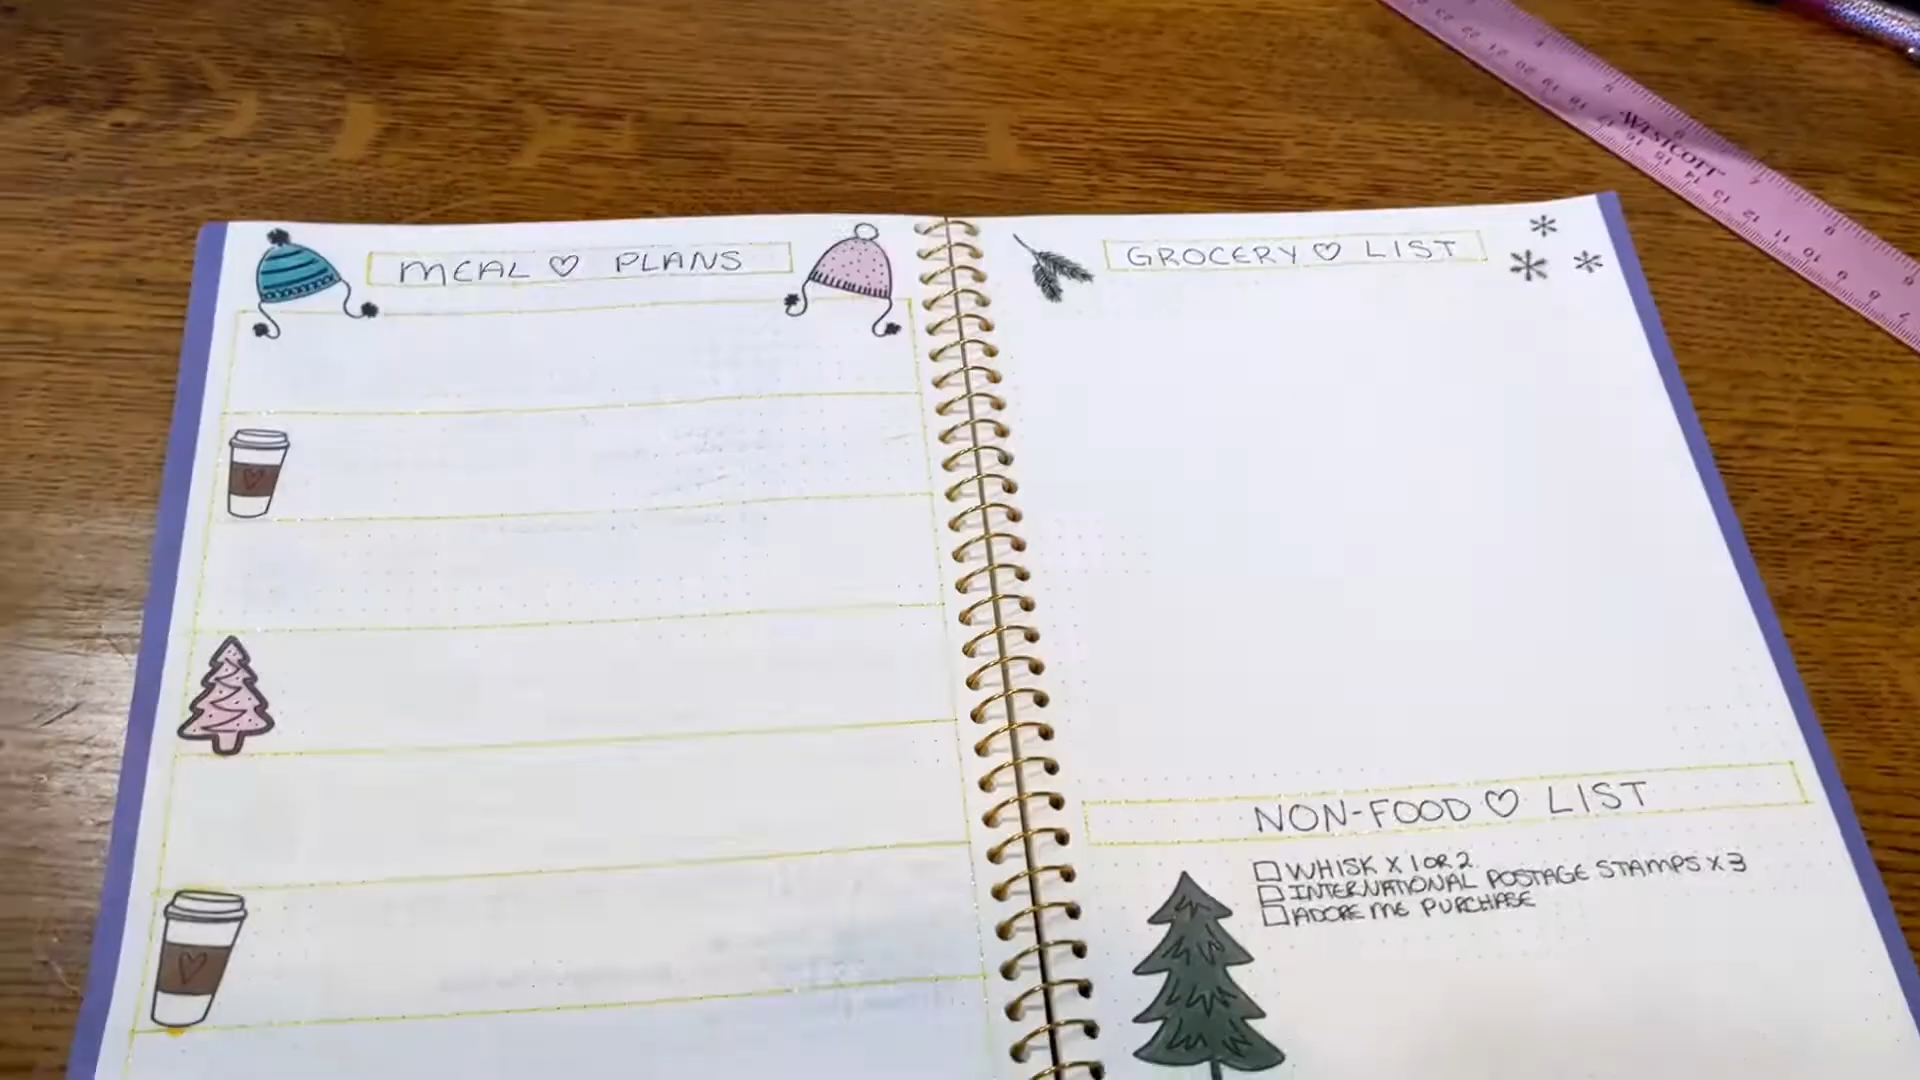 MEAL ♡ PLANS
GROCERY ♡ LIST
NON-FOOD ♡ LIST
☐ WHISK X 1 OR 2
☐ INTERNATIONAL POSTAGE STAMPS X 3
☐ ADORE ME PURCHASE
WESTCOTT